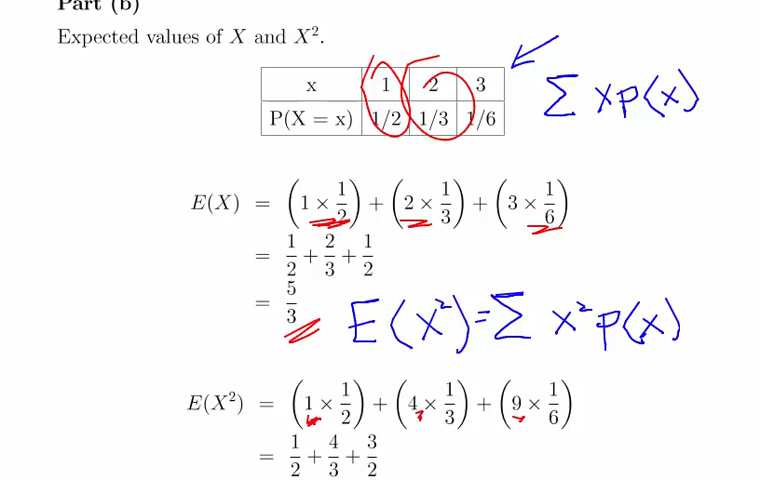 Part (b)
Expected values of X and X².
x 1 2 3
P(X = x) 1/2 1/3 1/6
∑ x p(x)
E(X) = (1 × 1/2) + (2 × 1/3) + (3 × 1/6)
= 1/2 + 2/3 + 1/2
= 5/3
E(X²) = ∑ x² p(x)
E(X²) = (1 × 1/2) + (4 × 1/3) + (9 × 1/6)
= 1/2 + 4/3 + 3/2